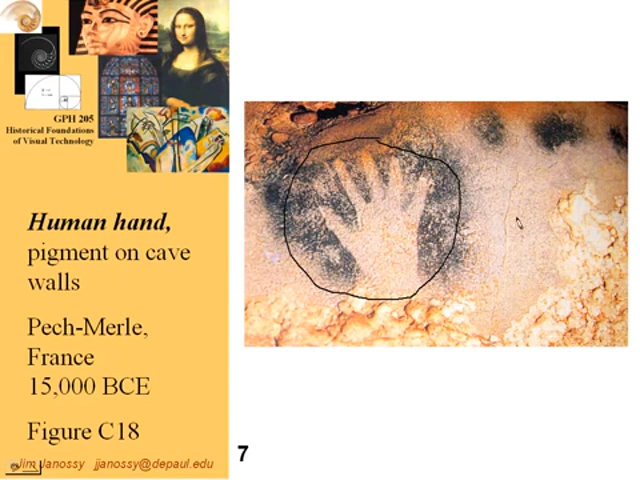 GPH 205
Historical Foundations
of Visual Technology
Human hand,
pigment on cave
walls
Pech-Merle,
France
15,000 BCE
Figure C18
Jim Janossy jjanossy@depaul.edu
7